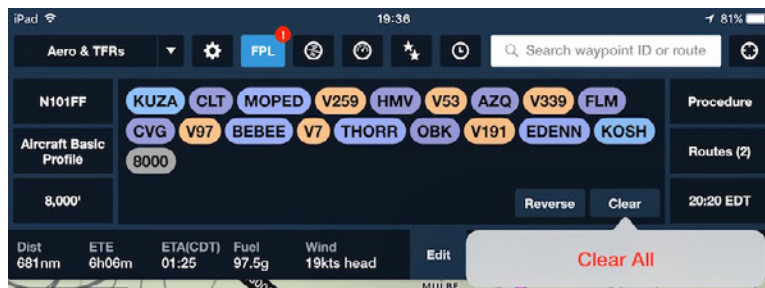 iPad 19:36 81%
Aero & TFRs FPL ! Search waypoint ID or route
N101FF KUZA CLT MOPED V259 HMV V53 AZQ V339 FLM Procedure
Aircraft Basic Profile CVG V97 BEBEE V7 THORR OBK V191 EDENN KOSH Routes (2)
8000
8,000' Reverse Clear 20:20 EDT
Dist ETE ETA(CDT) Fuel Wind
681nm 6h06m 01:25 97.5g 19kts head Edit Clear All